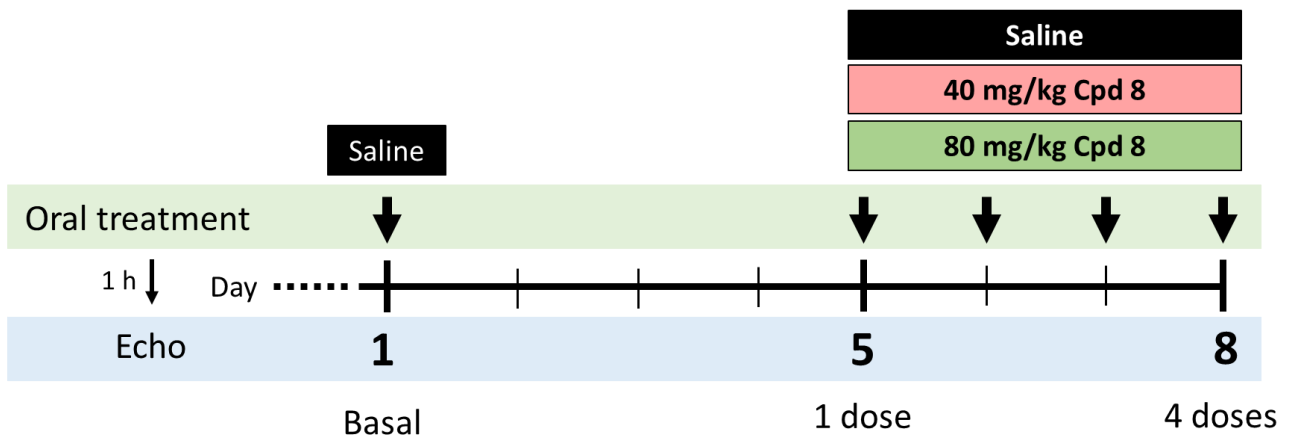 Saline
40 mg/kg Cpd 8
80 mg/kg Cpd 8
Saline
Oral treatment
1 h
Day
Echo
1
5
8
Basal
1 dose
4 doses